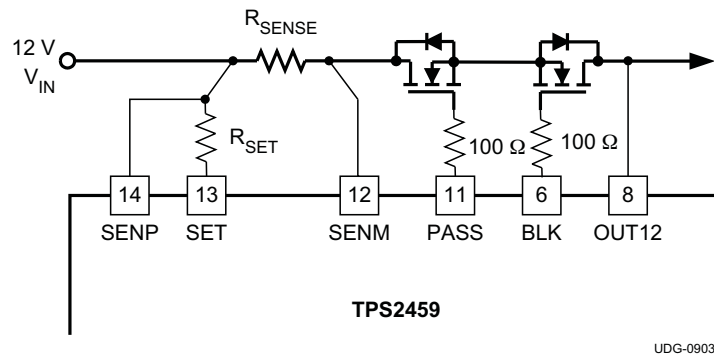 R_SENSE
12 V
V_IN
R_SET
100 Ω
100 Ω
14
13
12
11
6
8
SENP
SET
SENM
PASS
BLK
OUT12
TPS2459
UDG-0903